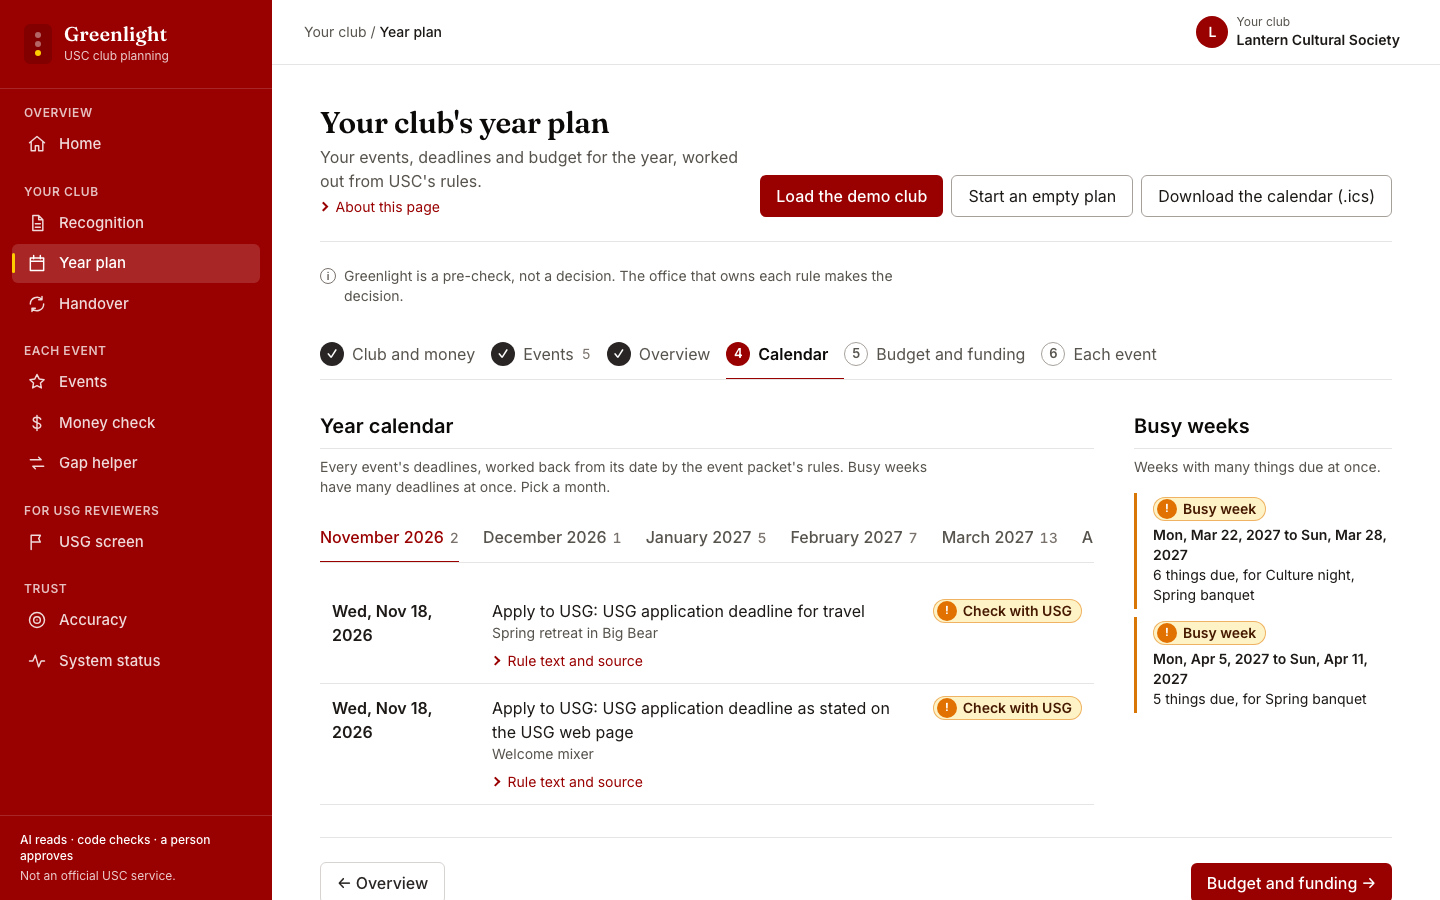 Greenlight
USC club planning
OVERVIEW
Home
YOUR CLUB
Recognition
Year plan
Handover
EACH EVENT
Events
Money check
Gap helper
FOR USG REVIEWERS
USG screen
TRUST
Accuracy
System status
AI reads · code checks · a person
approves
Not an official USC service.
Your club / Year plan
L
Your club
Lantern Cultural Society
Your club's year plan
Your events, deadlines and budget for the year, worked
out from USC's rules.
About this page
Load the demo club
Start an empty plan
Download the calendar (.ics)
Greenlight is a pre-check, not a decision. The office that owns each rule makes the
decision.
Club and money
Events 5
Overview
4 Calendar
5 Budget and funding
6 Each event
Year calendar
Every event's deadlines, worked back from its date by the event packet's rules. Busy weeks
have many deadlines at once. Pick a month.
November 2026 2
December 2026 1
January 2027 5
February 2027 7
March 2027 13
A
Wed, Nov 18,
2026
Apply to USG: USG application deadline for travel
Spring retreat in Big Bear
Rule text and source
! Check with USG
Wed, Nov 18,
2026
Apply to USG: USG application deadline as stated on
the USG web page
Welcome mixer
Rule text and source
! Check with USG
Busy weeks
Weeks with many things due at once.
! Busy week
Mon, Mar 22, 2027 to Sun, Mar 28,
2027
6 things due, for Culture night,
Spring banquet
! Busy week
Mon, Apr 5, 2027 to Sun, Apr 11,
2027
5 things due, for Spring banquet
← Overview
Budget and funding →